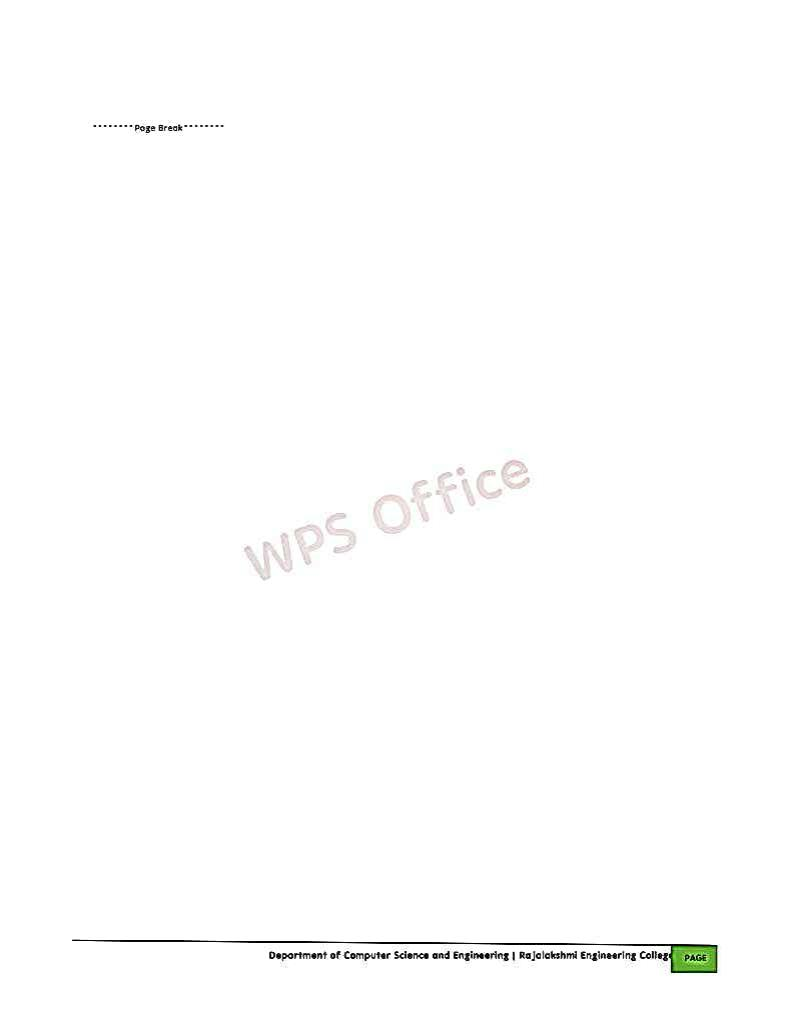 --------Page Break--------
WPS Office
Department of Computer Science and Engineering | Rajalakshmi Engineering College
PAGE